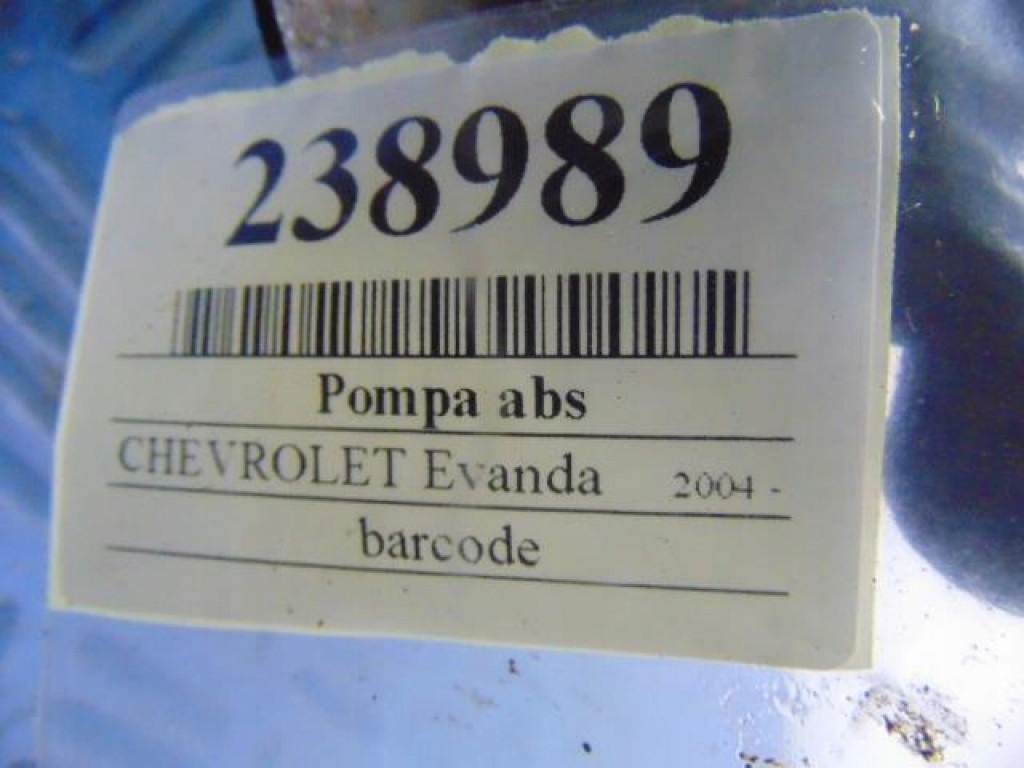 238989
Pompa abs
CHEVROLET Evanda 2004 -
barcode